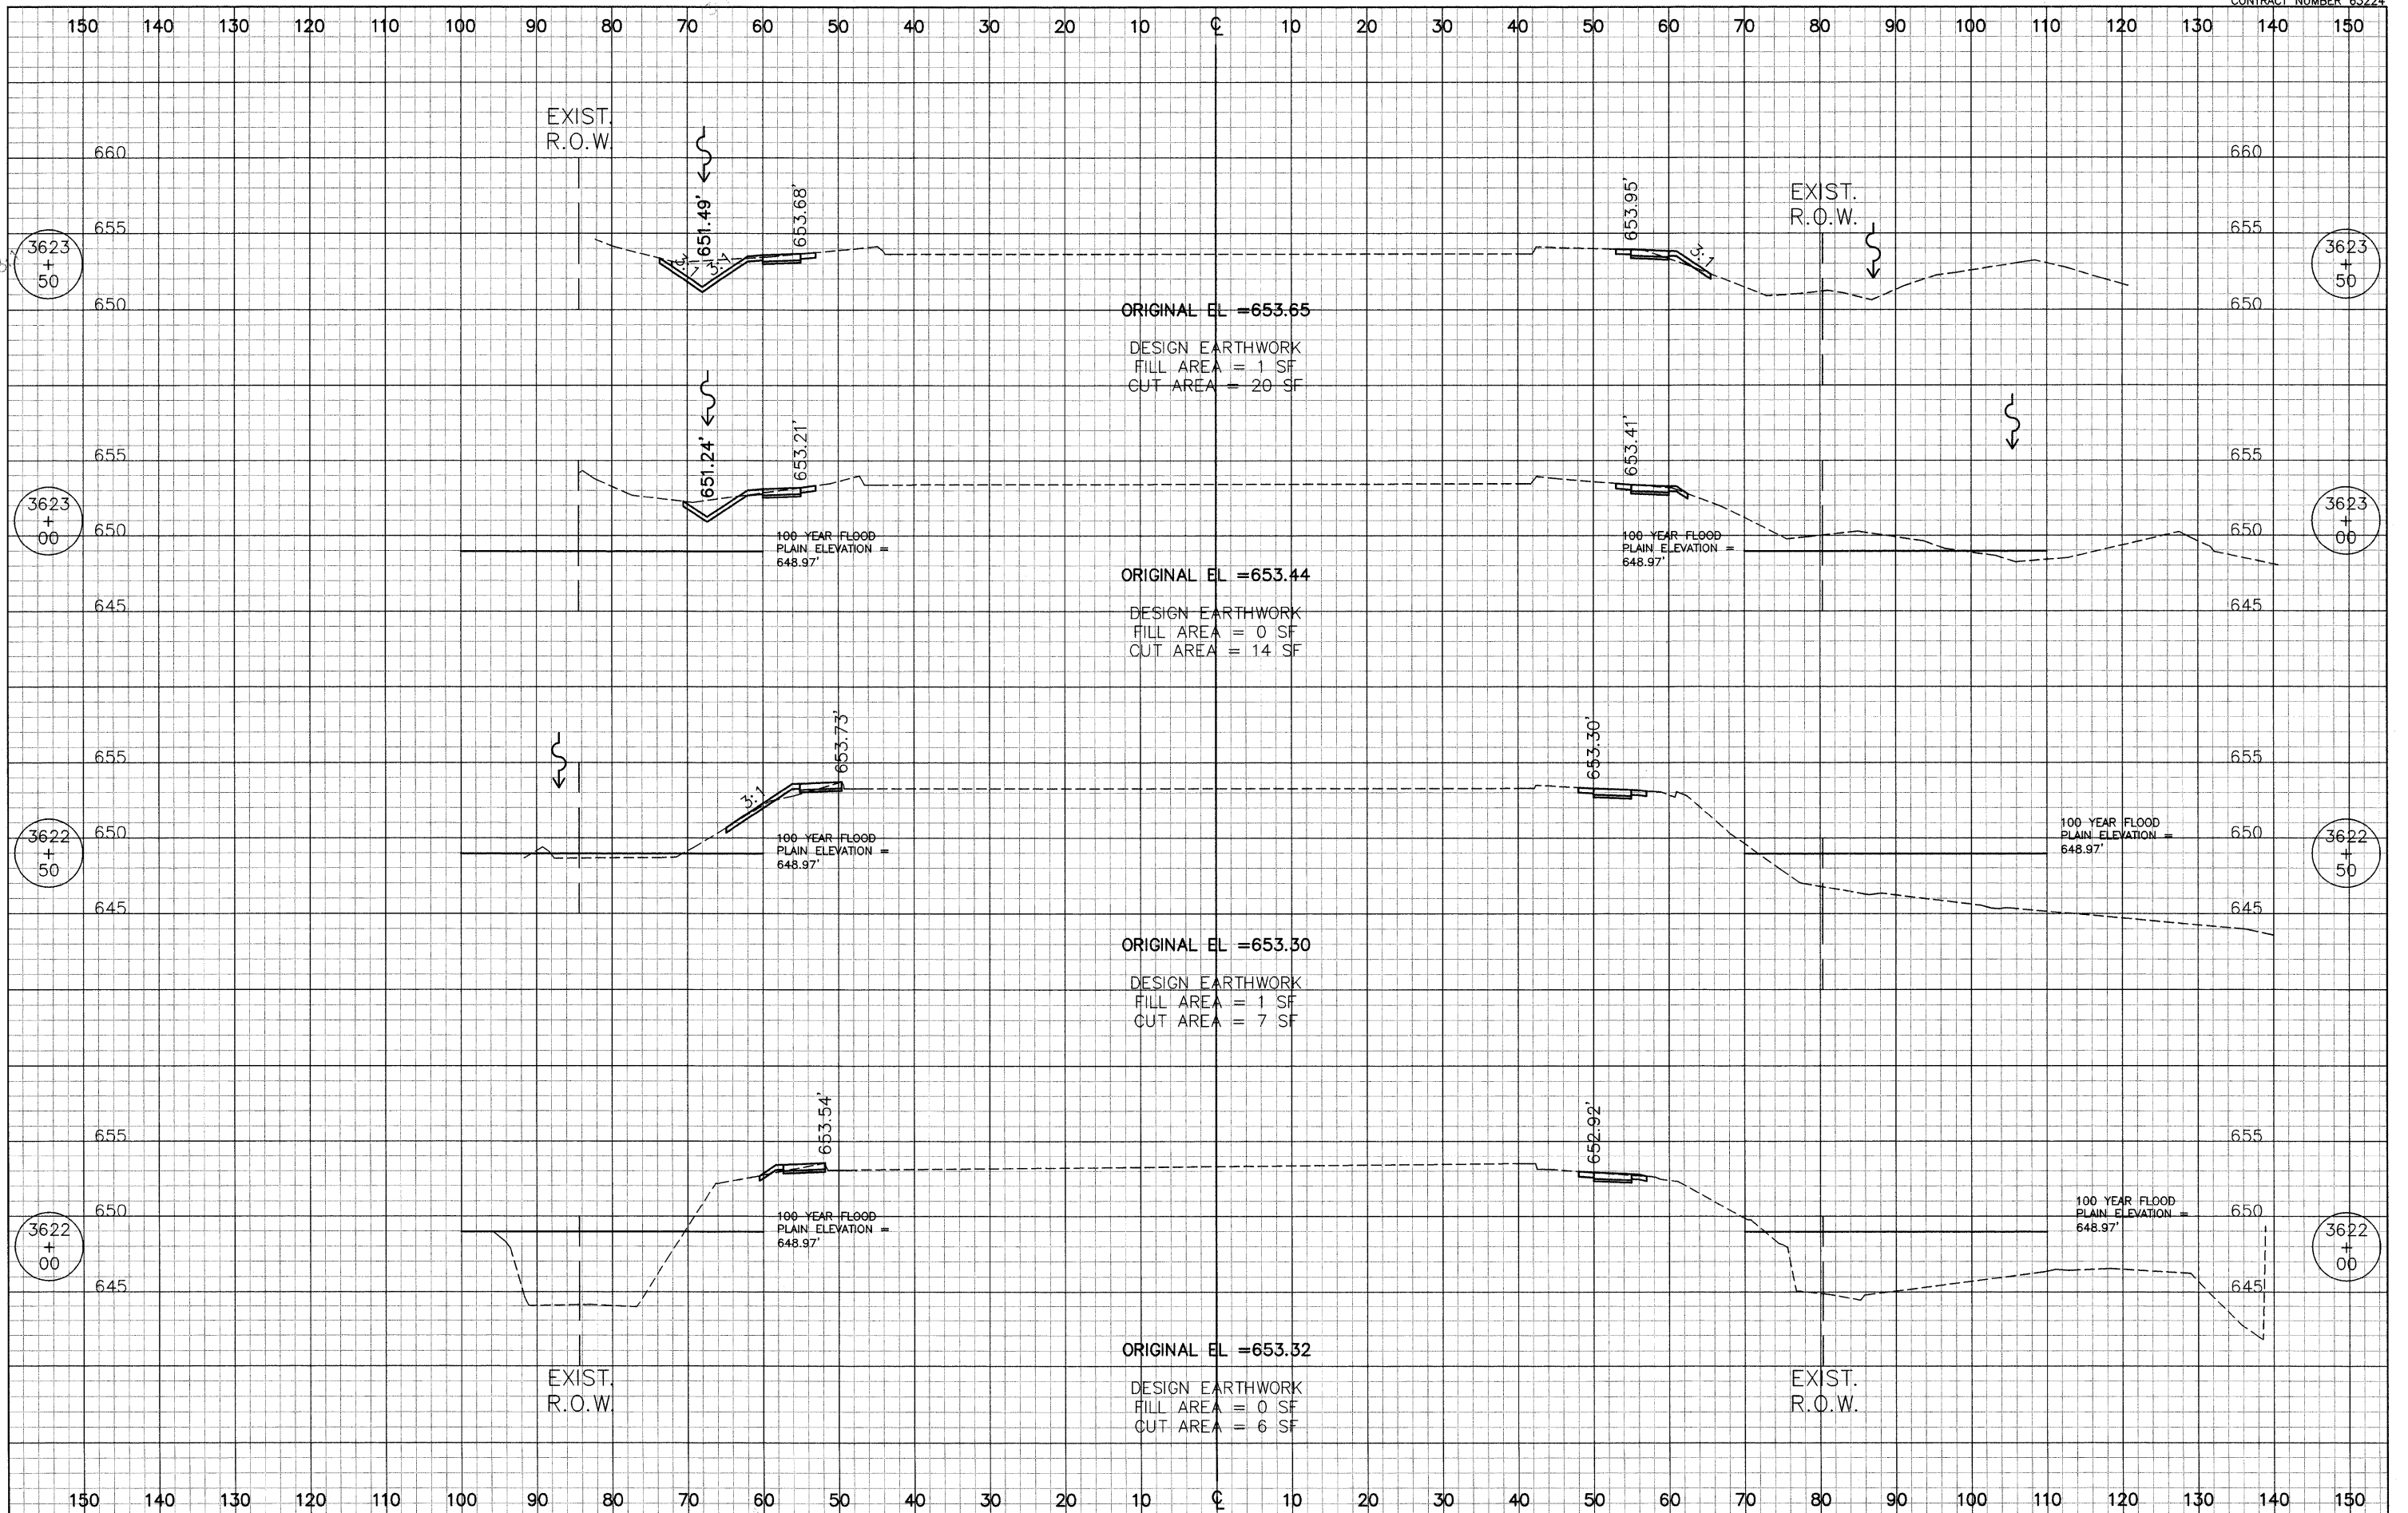 CONTRACT NUMBER 63224
150 140 130 120 110 100 90 80 70 60 50 40 30 20 10 ℄ 10 20 30 40 50 60 70 80 90 100 110 120 130 140 150
EXIST.
R.O.W.
660
660
651.49'
653.68'
653.95'
EXIST.
R.O.W.
655
655
3623
+
50
3:1
3:1
3:1
3623
+
50
650
650
ORIGINAL EL =653.65
DESIGN EARTHWORK
FILL AREA = 1 SF
CUT AREA = 20 SF
651.24'
653.21'
653.41'
655
655
3623
+
00
650
100 YEAR FLOOD
PLAIN ELEVATION =
648.97'
100 YEAR FLOOD
PLAIN ELEVATION =
648.97'
650
3623
+
00
ORIGINAL EL =653.44
645
645
DESIGN EARTHWORK
FILL AREA = 0 SF
CUT AREA = 14 SF
653.73'
653.30'
655
655
3:1
3622
+
50
650
100 YEAR FLOOD
PLAIN ELEVATION =
648.97'
100 YEAR FLOOD
PLAIN ELEVATION =
648.97'
650
3622
+
50
645
645
ORIGINAL EL =653.30
DESIGN EARTHWORK
FILL AREA = 1 SF
CUT AREA = 7 SF
653.54'
652.92'
655
655
650
100 YEAR FLOOD
PLAIN ELEVATION =
648.97'
100 YEAR FLOOD
PLAIN ELEVATION =
648.97'
650
3622
+
00
3622
+
00
645
645
ORIGINAL EL =653.32
EXIST.
R.O.W.
EXIST.
R.O.W.
DESIGN EARTHWORK
FILL AREA = 0 SF
CUT AREA = 6 SF
150 140 130 120 110 100 90 80 70 60 50 40 30 20 10 ℄ 10 20 30 40 50 60 70 80 90 100 110 120 130 140 150